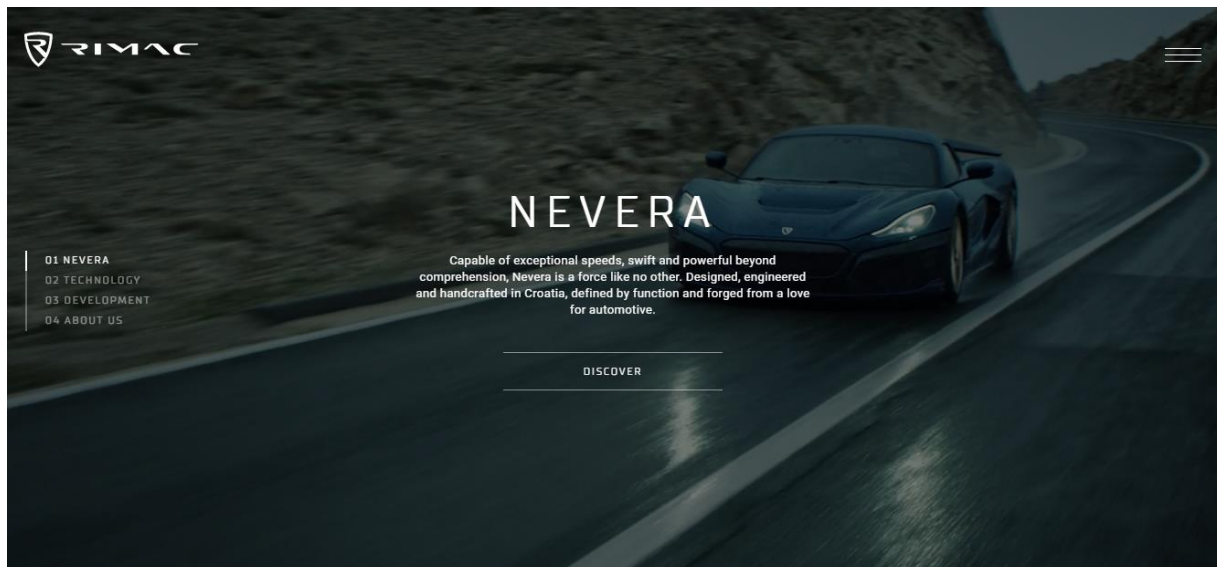 RIMAC
NEVERA
Capable of exceptional speeds, swift and powerful beyond
comprehension, Nevera is a force like no other. Designed, engineered
and handcrafted in Croatia, defined by function and forged from a love
for automotive.
DISCOVER
01 NEVERA
02 TECHNOLOGY
03 DEVELOPMENT
04 ABOUT US